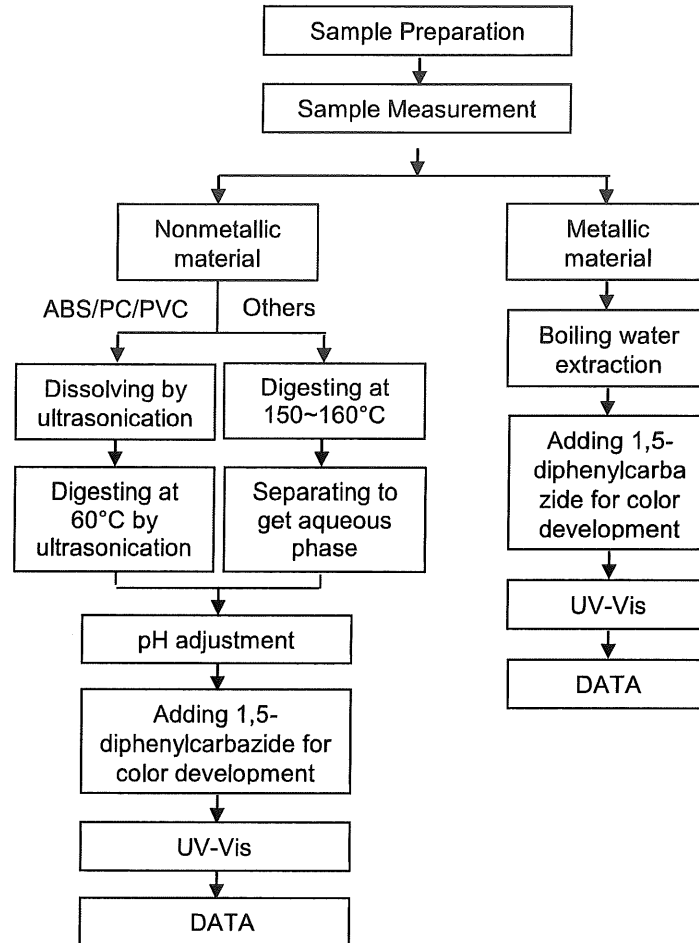 Sample Preparation
Sample Measurement
Nonmetallic
material
ABS/PC/PVC
Others
Dissolving by
ultrasonication
Digesting at
150~160°C
Digesting at
60°C by
ultrasonication
Separating to
get aqueous
phase
pH adjustment
Adding 1,5-
diphenylcarbazide for
color development
UV-Vis
DATA
Metallic
material
Boiling water
extraction
Adding 1,5-
diphenylcarba
zide for color
development
UV-Vis
DATA